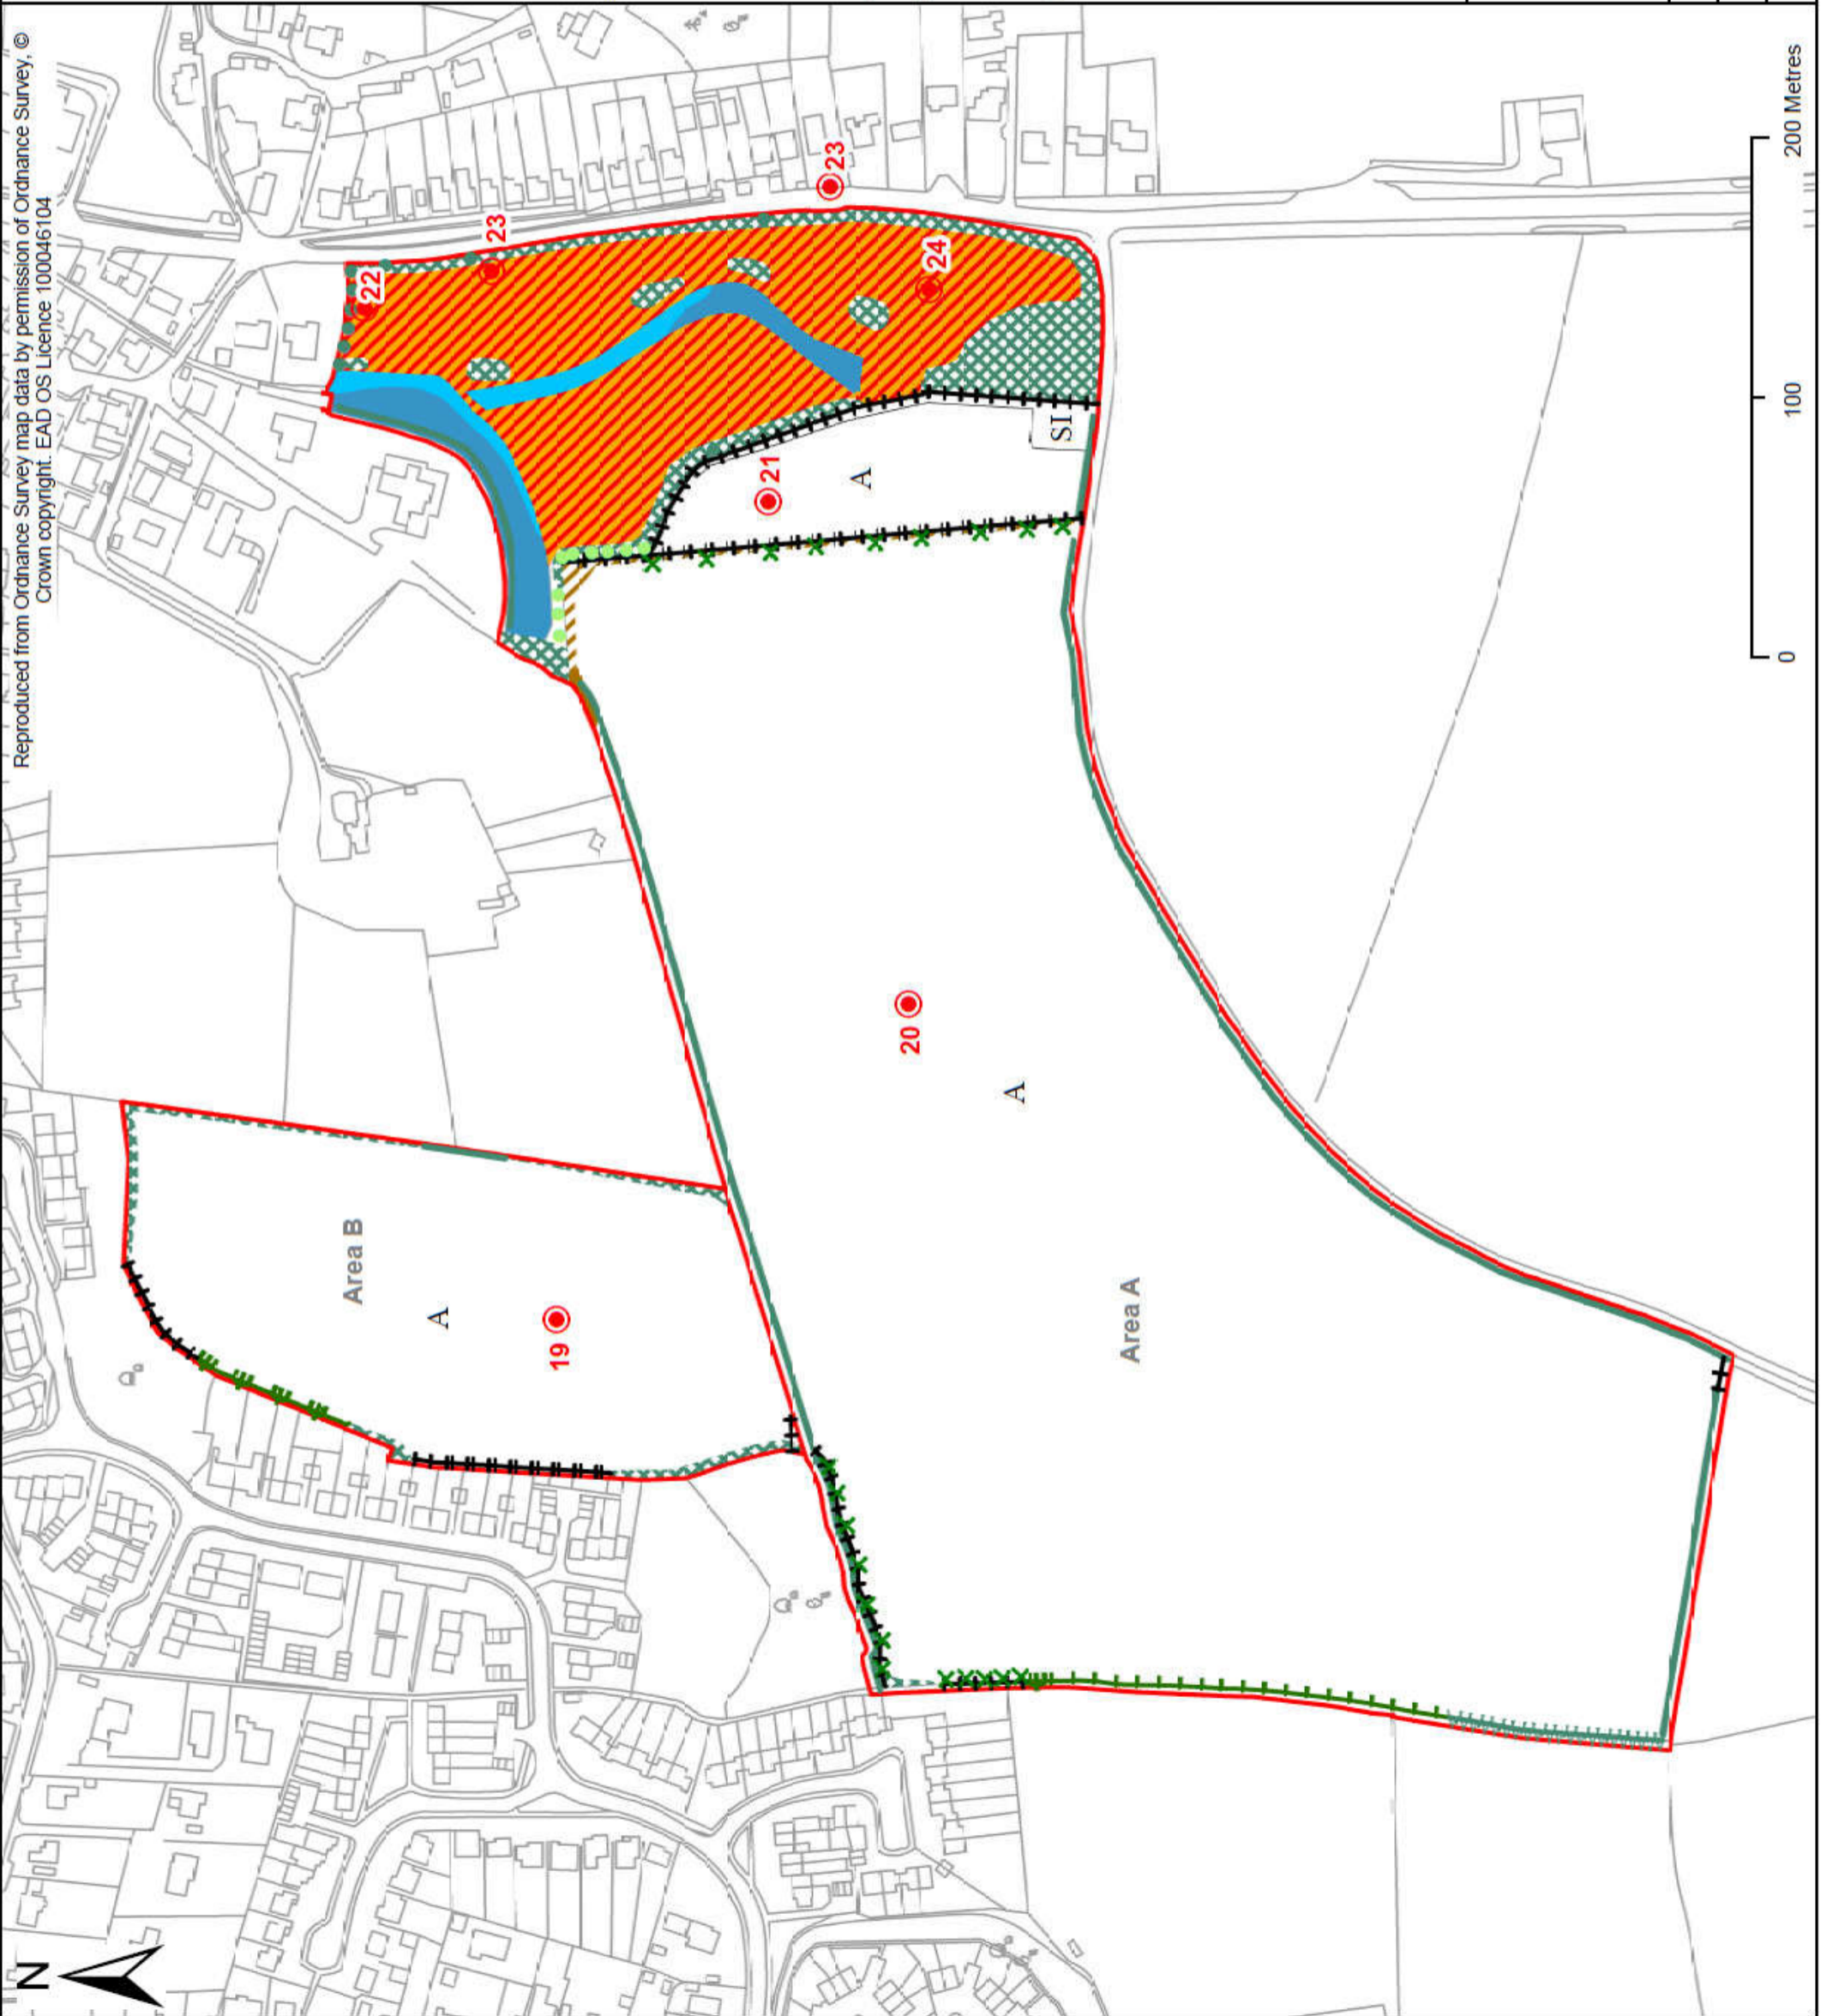 Reproduced from Ordnance Survey map data by permission of Ordnance Survey, ©
Crown copyright. EAD OS Licence 100046104
N
22
23
23
24
21
A
SI
20
A
Area B
A
19
Area A
0
100
200 Metres